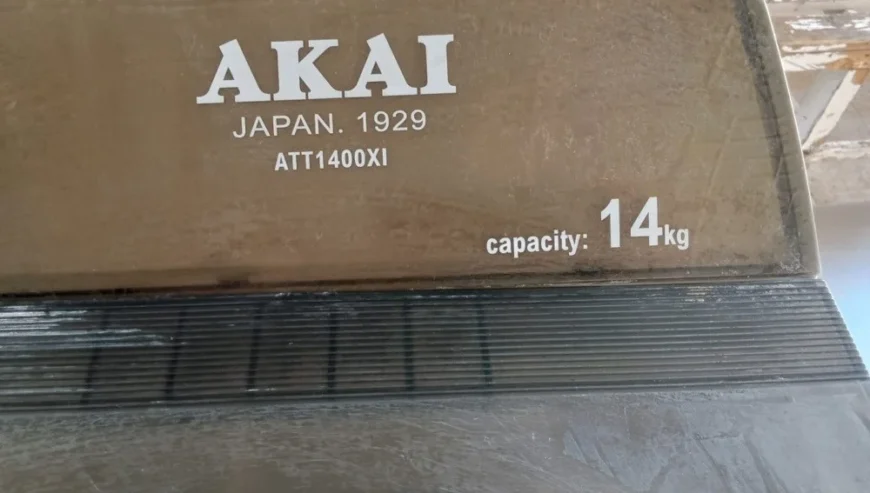 AKAI
JAPAN. 1929
ATT1400XI
capacity: 14kg